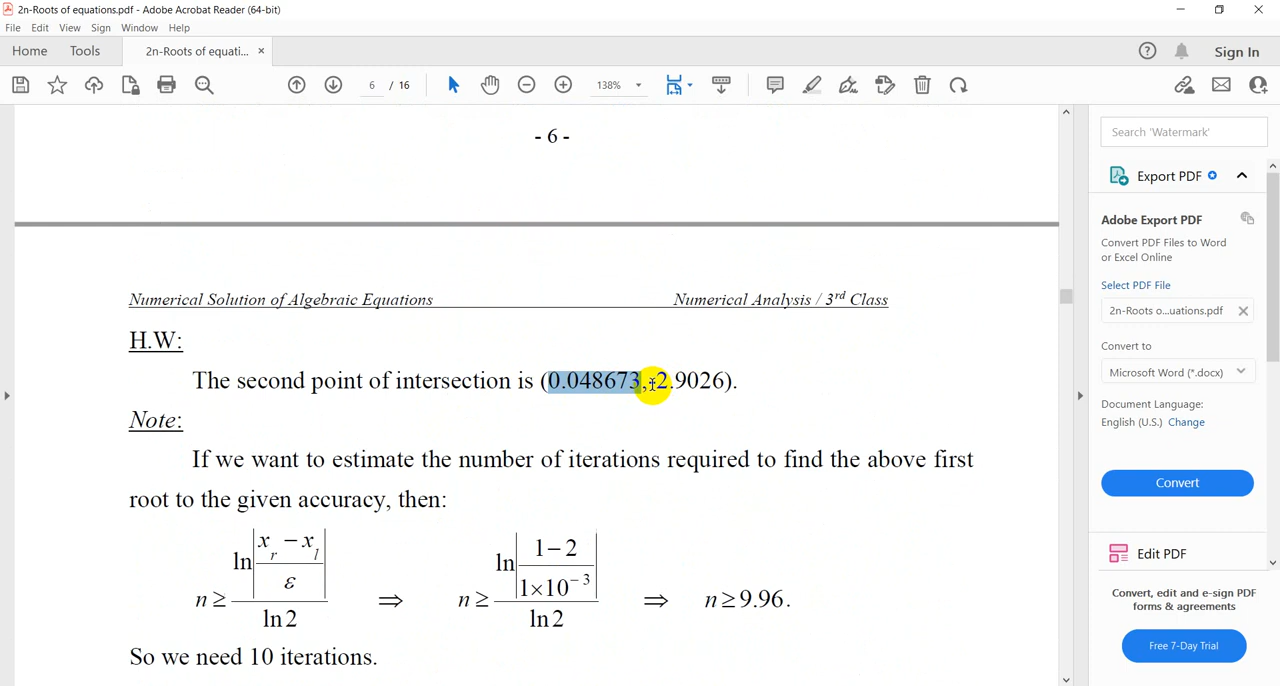 2n-Roots of equations.pdf - Adobe Acrobat Reader (64-bit)
File Edit View Sign Window Help
Home Tools 2n-Roots of equati... × Sign In
6 / 16 138%
- 6 -
Numerical Solution of Algebraic Equations Numerical Analysis / 3rd Class
H.W:
The second point of intersection is (0.048673,-2.9026).
Note:
If we want to estimate the number of iterations required to find the above first
root to the given accuracy, then:
n ≥ ln|(x_r − x_l)/ε| / ln 2 ⇒ n ≥ ln|(1−2)/(1×10⁻³)| / ln 2 ⇒ n ≥ 9.96.
So we need 10 iterations.
Search 'Watermark'
Export PDF
Adobe Export PDF
Convert PDF Files to Word
or Excel Online
Select PDF File
2n-Roots o...uations.pdf
Convert to
Microsoft Word (*.docx)
Document Language:
English (U.S.) Change
Convert
Edit PDF
Convert, edit and e-sign PDF
forms & agreements
Free 7-Day Trial